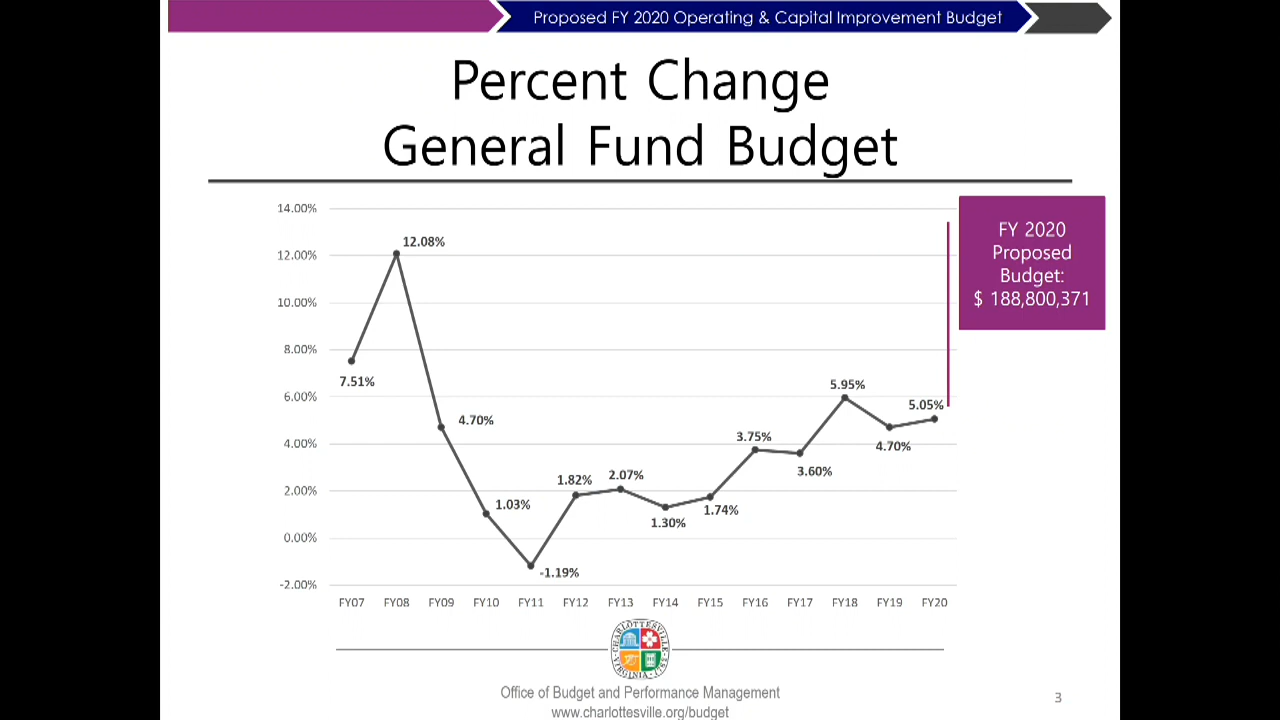 Proposed FY 2020 Operating & Capital Improvement Budget
Percent Change
General Fund Budget
14.00%
12.00%
10.00%
8.00%
6.00%
4.00%
2.00%
0.00%
-2.00%
7.51%
12.08%
4.70%
1.03%
-1.19%
1.82%
2.07%
1.30%
1.74%
3.75%
3.60%
5.95%
4.70%
5.05%
FY07 FY08 FY09 FY10 FY11 FY12 FY13 FY14 FY15 FY16 FY17 FY18 FY19 FY20
FY 2020
Proposed
Budget:
$ 188,800,371
CHARLOTTESVILLE
VIRGINIA · 1762
Office of Budget and Performance Management
www.charlottesville.org/budget
3